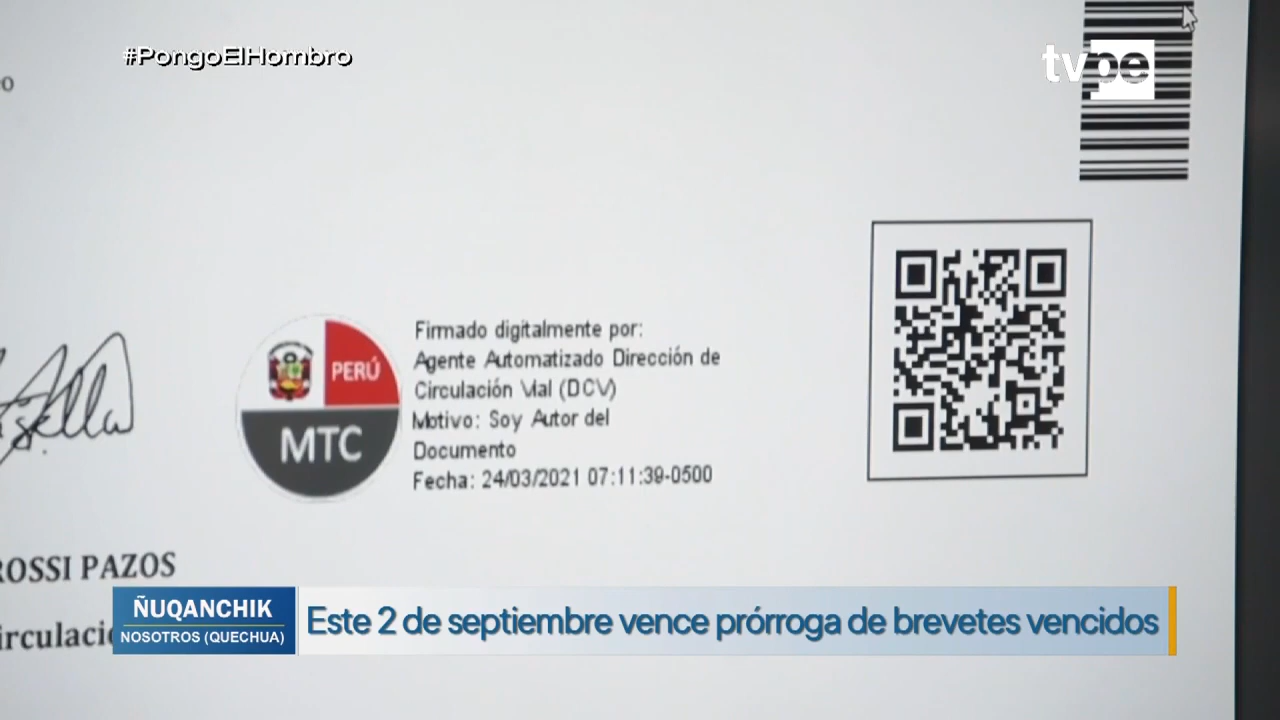 #PongoElHombro
tvpe
PERÚ
MTC
Firmado digitalmente por:
Agente Automatizado Dirección de
Circulación Vial (DCV)
Motivo: Soy Autor del
Documento
Fecha: 24/03/2021 07:11:39-0500
ROSSI PAZOS
ÑUQANCHIK
NOSOTROS (QUECHUA)
Este 2 de septiembre vence prórroga de brevetes vencidos